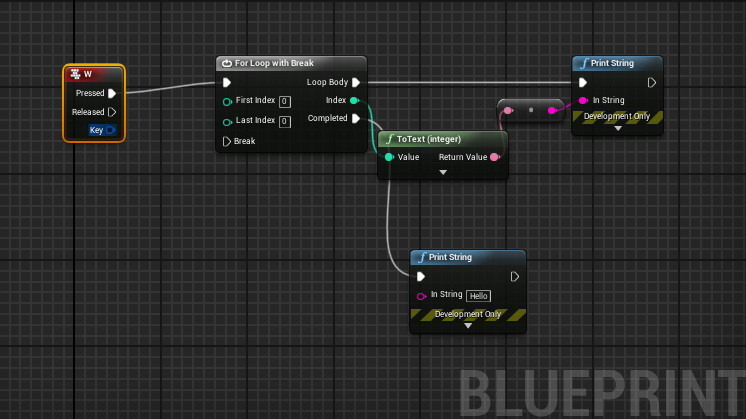 W
Pressed
Released
Key
For Loop with Break
Loop Body
First Index 0
Index
Last Index 0
Completed
Break
ToText (integer)
Value
Return Value
Print String
In String
Development Only
Print String
In String Hello
Development Only
BLUEPRINT